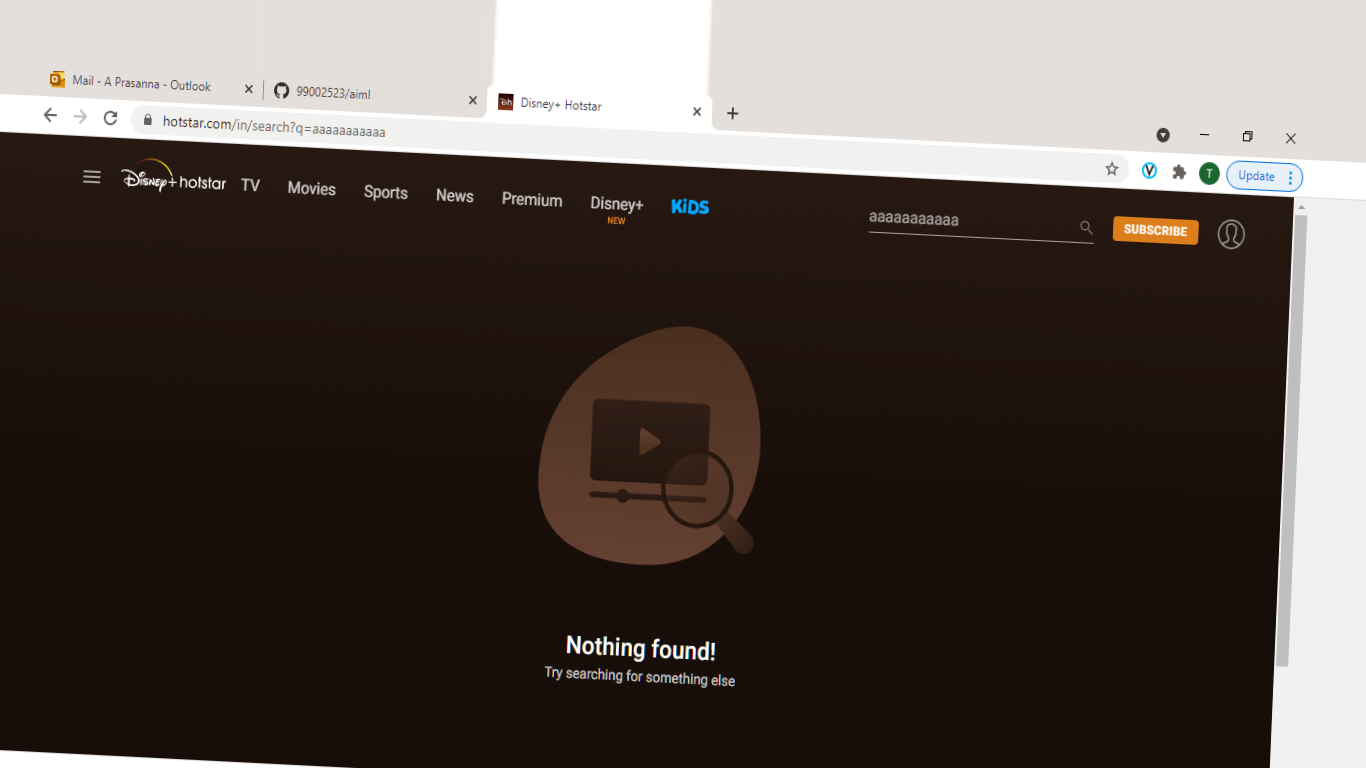 Mail - A Prasanna - Outlook
99002523/aiml
Disney+ Hotstar
hotstar.com/in/search?q=aaaaaaaaaaa
T
Update
Disney+ hotstar
TV
Movies
Sports
News
Premium
Disney+
NEW
KiDS
aaaaaaaaaaa
SUBSCRIBE
Nothing found!
Try searching for something else